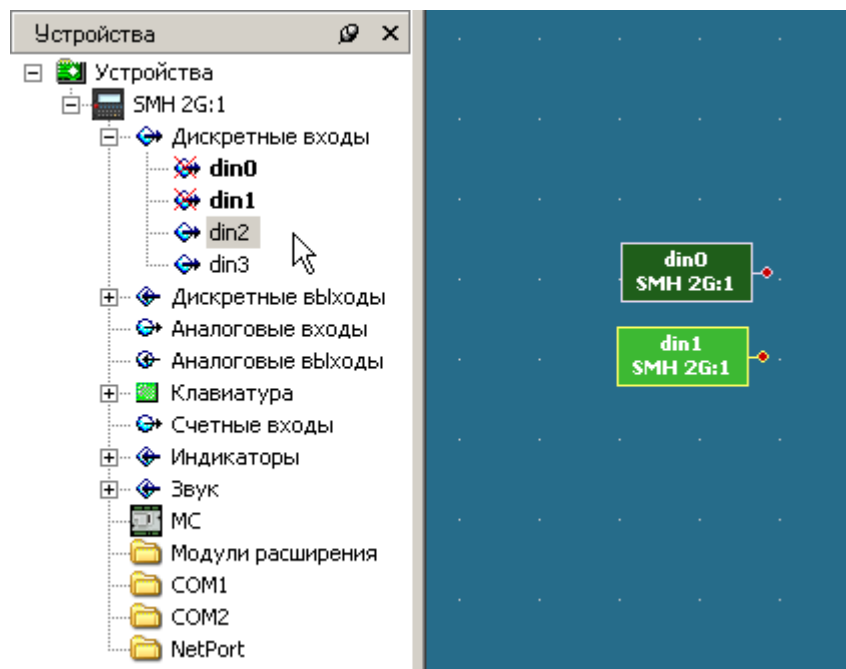 Устройства
Устройства
SMH 2G:1
Дискретные входы
din0
din1
din2
din3
Дискретные вЫходы
Аналоговые входы
Аналоговые вЫходы
Клавиатура
Счетные входы
Индикаторы
Звук
MC
Модули расширения
COM1
COM2
NetPort
din0
SMH 2G:1
din1
SMH 2G:1